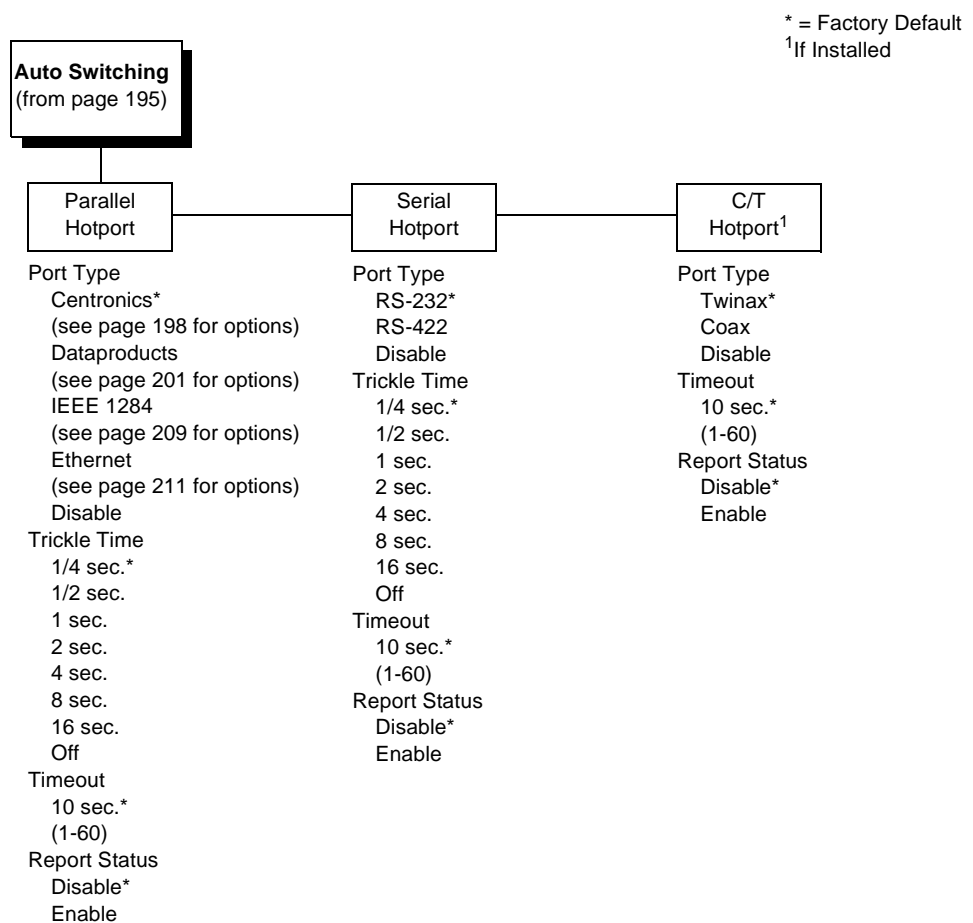 * = Factory Default
1If Installed
Auto Switching
(from page 195)
Parallel
Hotport
Port Type
Centronics*
(see page 198 for options)
Dataproducts
(see page 201 for options)
IEEE 1284
(see page 209 for options)
Ethernet
(see page 211 for options)
Disable
Trickle Time
1/4 sec.*
1/2 sec.
1 sec.
2 sec.
4 sec.
8 sec.
16 sec.
Off
Timeout
10 sec.*
(1-60)
Report Status
Disable*
Enable
Serial
Hotport
Port Type
RS-232*
RS-422
Disable
Trickle Time
1/4 sec.*
1/2 sec.
1 sec.
2 sec.
4 sec.
8 sec.
16 sec.
Off
Timeout
10 sec.*
(1-60)
Report Status
Disable*
Enable
C/T
Hotport1
Port Type
Twinax*
Coax
Disable
Timeout
10 sec.*
(1-60)
Report Status
Disable*
Enable